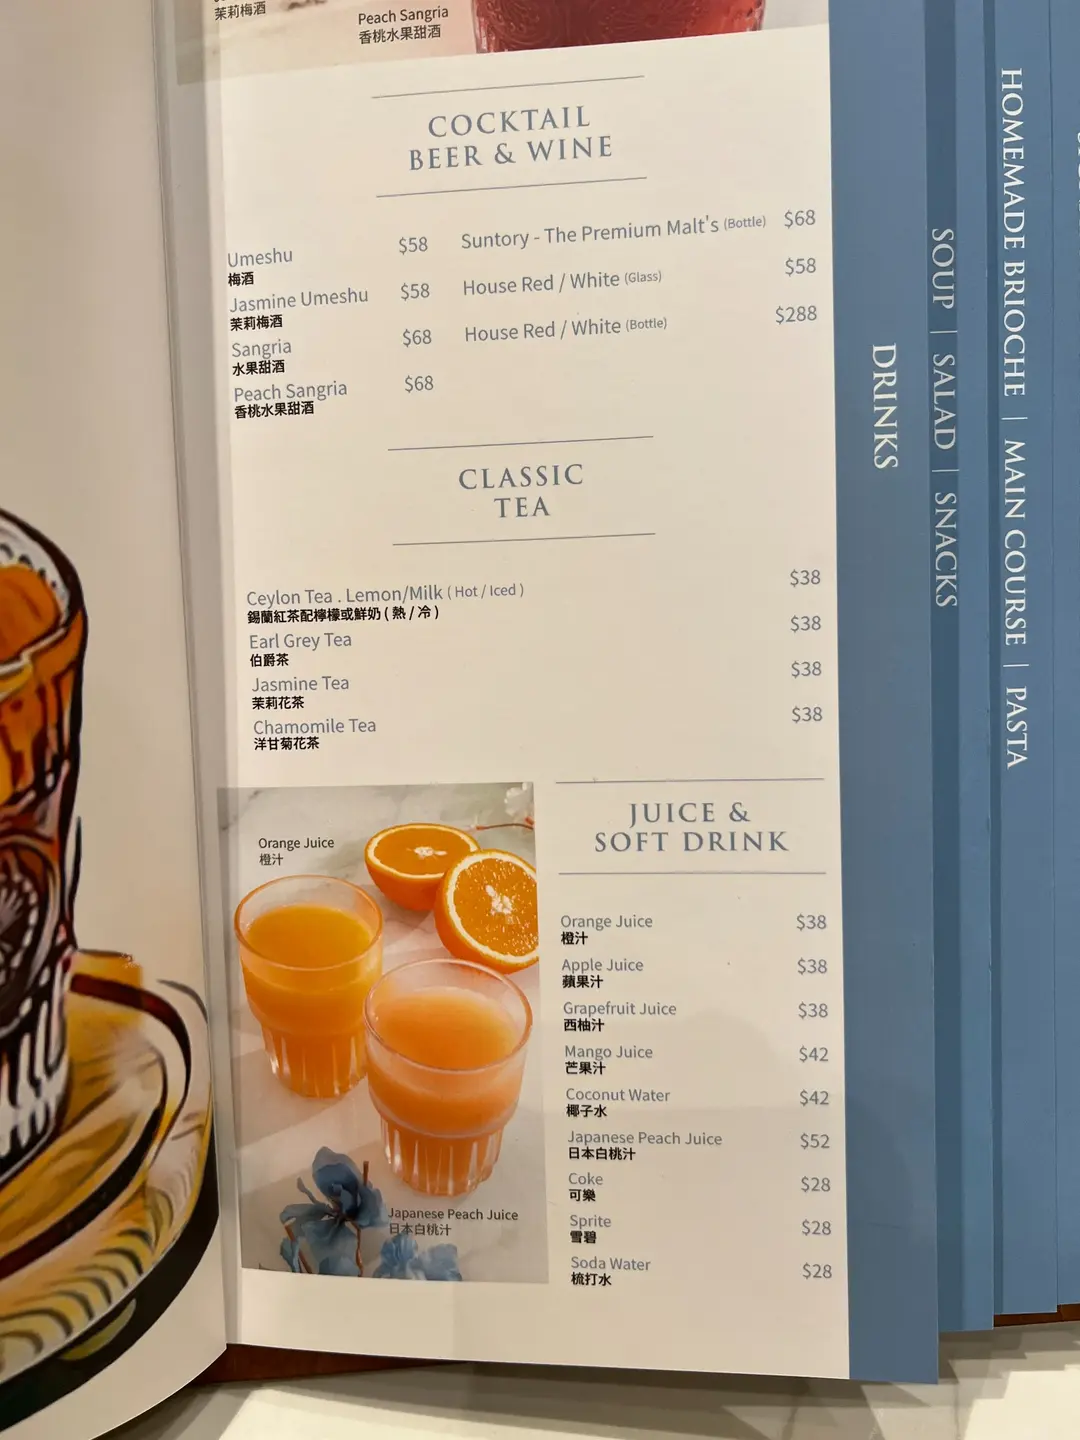 茉莉梅酒
Peach Sangria
香桃水果甜酒
COCKTAIL
BEER & WINE
Umeshu $58
梅酒
Jasmine Umeshu $58
茉莉梅酒
Sangria $68
水果甜酒
Peach Sangria $68
香桃水果甜酒
Suntory - The Premium Malt's (Bottle) $68
House Red / White (Glass) $58
House Red / White (Bottle) $288
CLASSIC
TEA
Ceylon Tea . Lemon/Milk ( Hot / Iced ) $38
錫蘭紅茶配檸檬或鮮奶 ( 熱 / 冷 )
Earl Grey Tea $38
伯爵茶
Jasmine Tea $38
茉莉花茶
Chamomile Tea $38
洋甘菊花茶
Orange Juice
橙汁
Japanese Peach Juice
日本白桃汁
JUICE &
SOFT DRINK
Orange Juice $38
橙汁
Apple Juice $38
蘋果汁
Grapefruit Juice $38
西柚汁
Mango Juice $42
芒果汁
Coconut Water $42
椰子水
Japanese Peach Juice $52
日本白桃汁
Coke $28
可樂
Sprite $28
雪碧
Soda Water $28
梳打水
DRINKS
SOUP | SALAD | SNACKS
HOMEMADE BRIOCHE | MAIN COURSE | PASTA